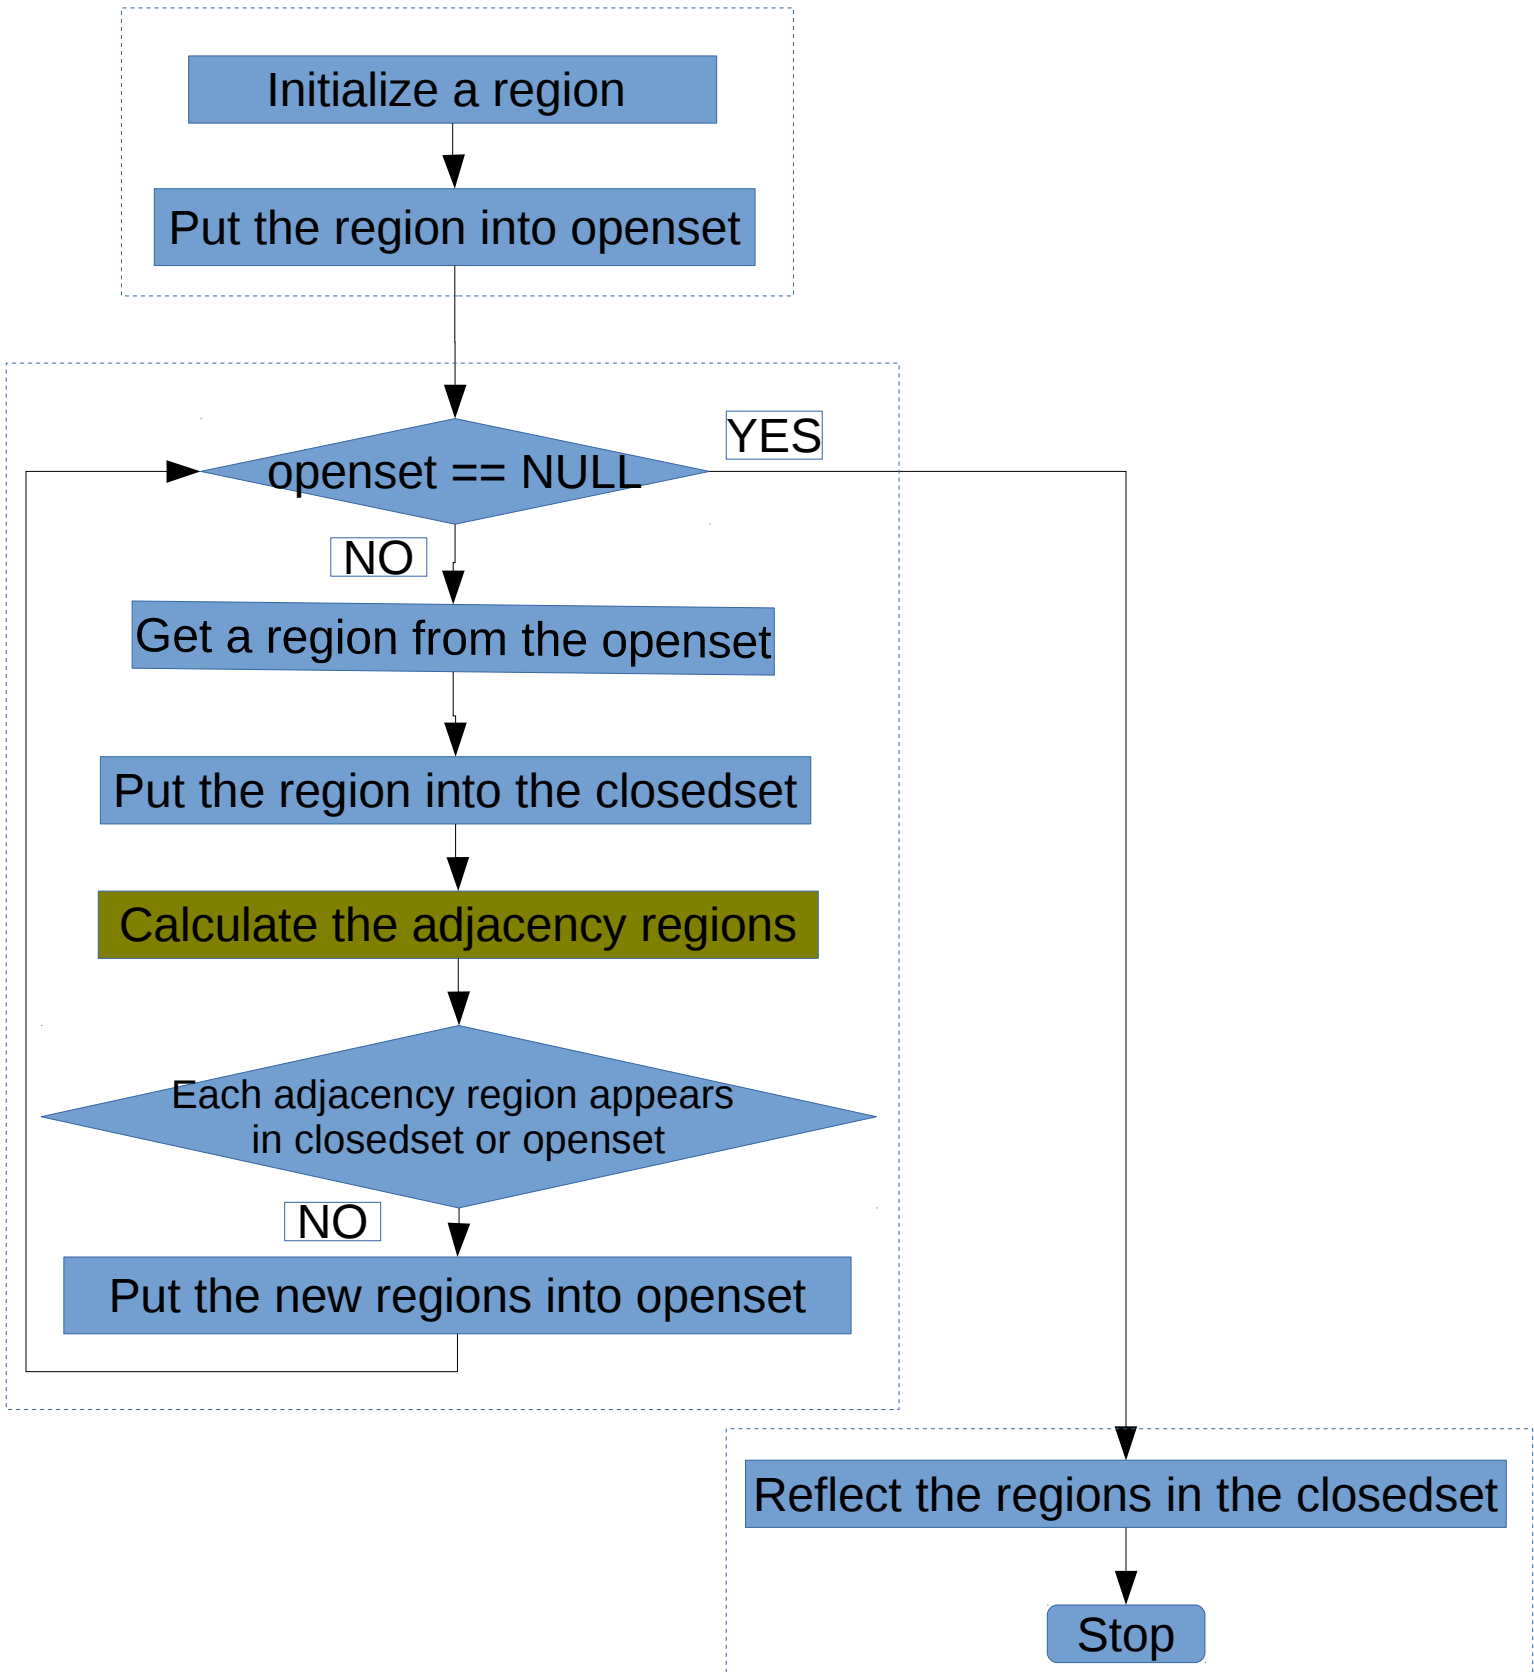 Initialize a region
Put the region into openset
YES
openset == NULL
NO
Get a region from the openset
Put the region into the closedset
Calculate the adjacency regions
Each adjacency region appears
in closedset or openset
NO
Put the new regions into openset
Reflect the regions in the closedset
Stop